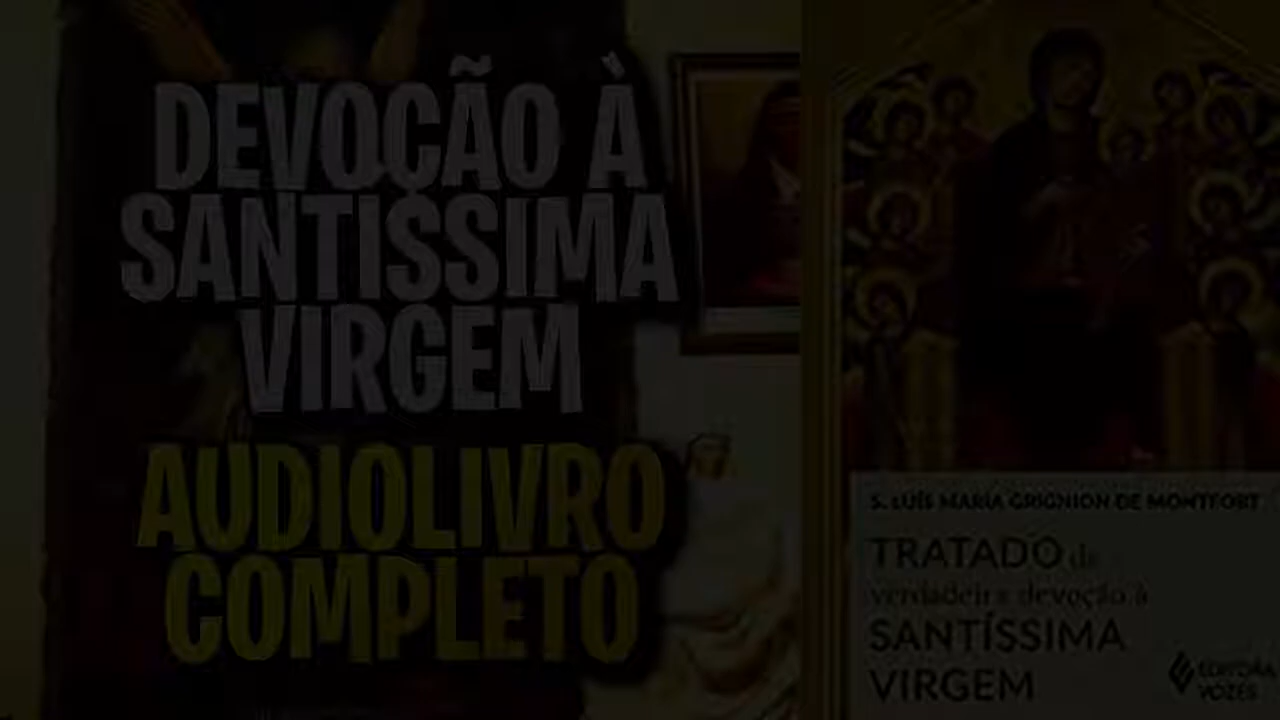 DEVOÇÃO À
SANTÍSSIMA
VIRGEM
AUDIOLIVRO
COMPLETO
S. LUÍS MARIA GRIGNION DE MONTFORT
TRATADO da
verdadeira devoção à
SANTÍSSIMA
VIRGEM
EDITORA
VOZES